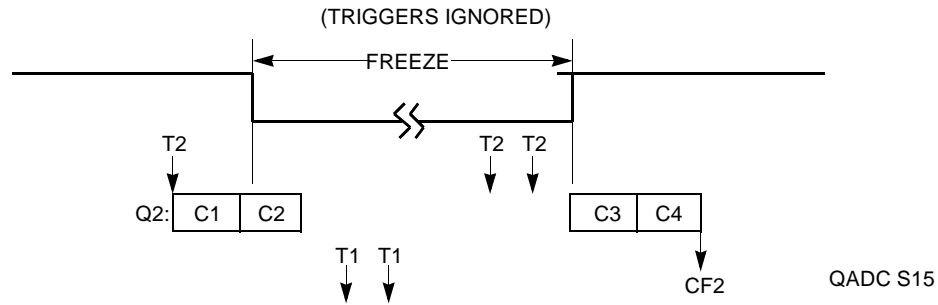 (TRIGGERS IGNORED)
FREEZE
T2 T2 T2
Q2: C1 C2 C3 C4
T1 T1
CF2
QADC S15